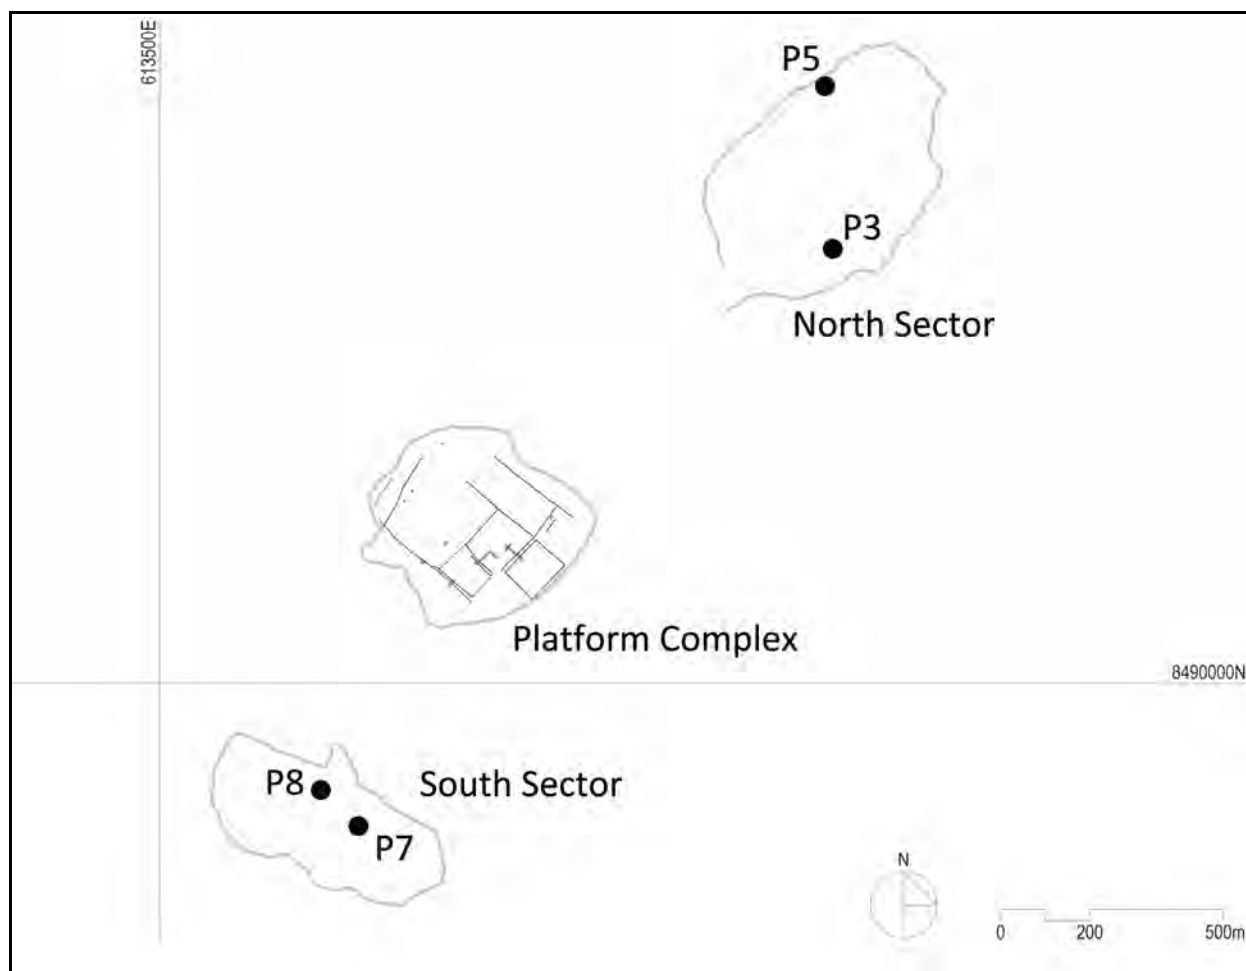 613500E
P5
P3
North Sector
Platform Complex
8490000N
P8
South Sector
P7
N
0 200 500m